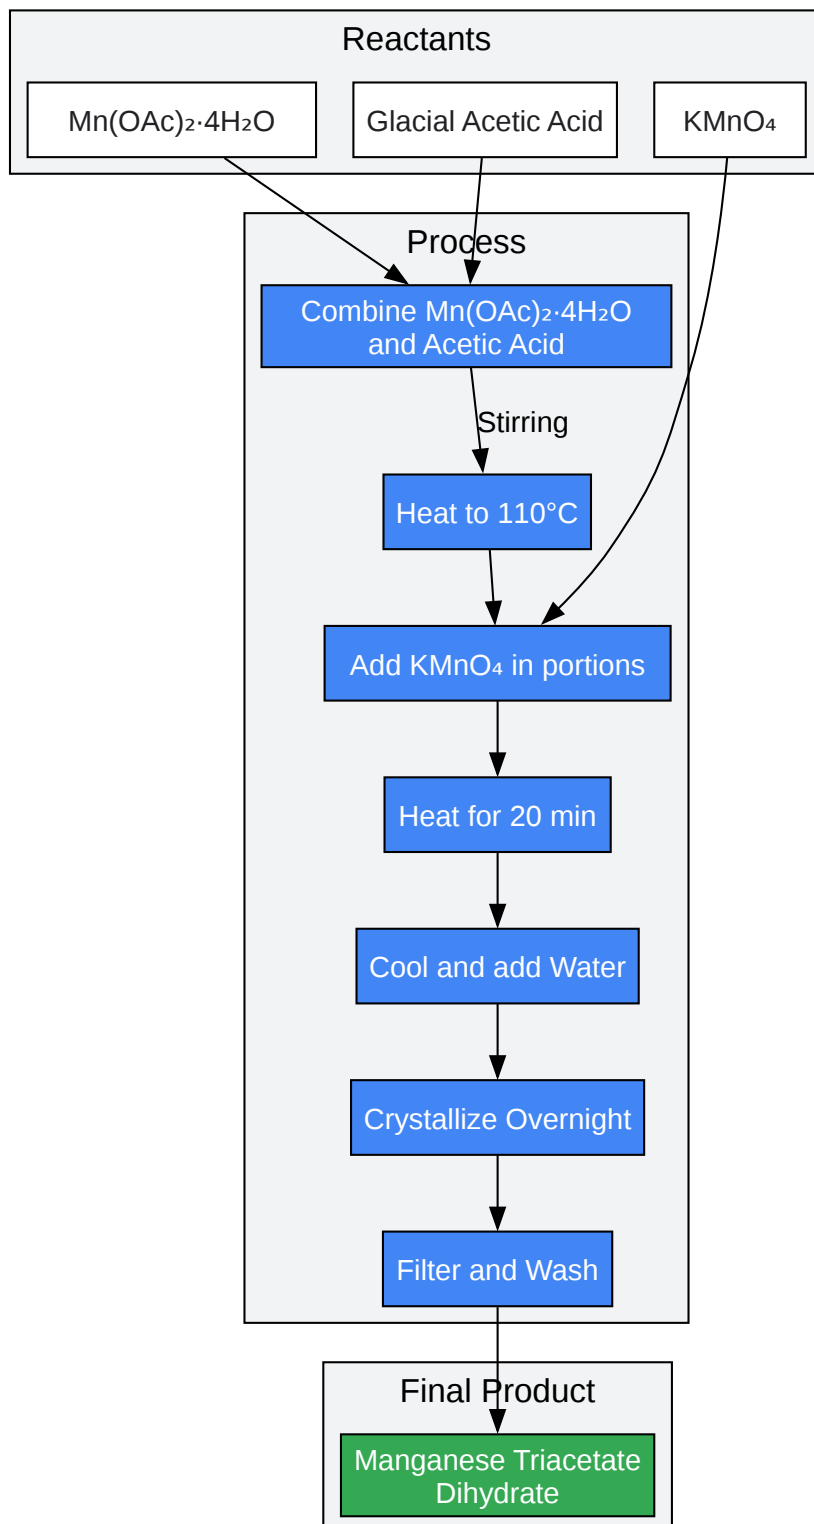 Reactants
Mn(OAc)₂·4H₂O
Glacial Acetic Acid
KMnO₄
Process
Combine Mn(OAc)₂·4H₂O
and Acetic Acid
Stirring
Heat to 110°C
Add KMnO₄ in portions
Heat for 20 min
Cool and add Water
Crystallize Overnight
Filter and Wash
Final Product
Manganese Triacetate
Dihydrate